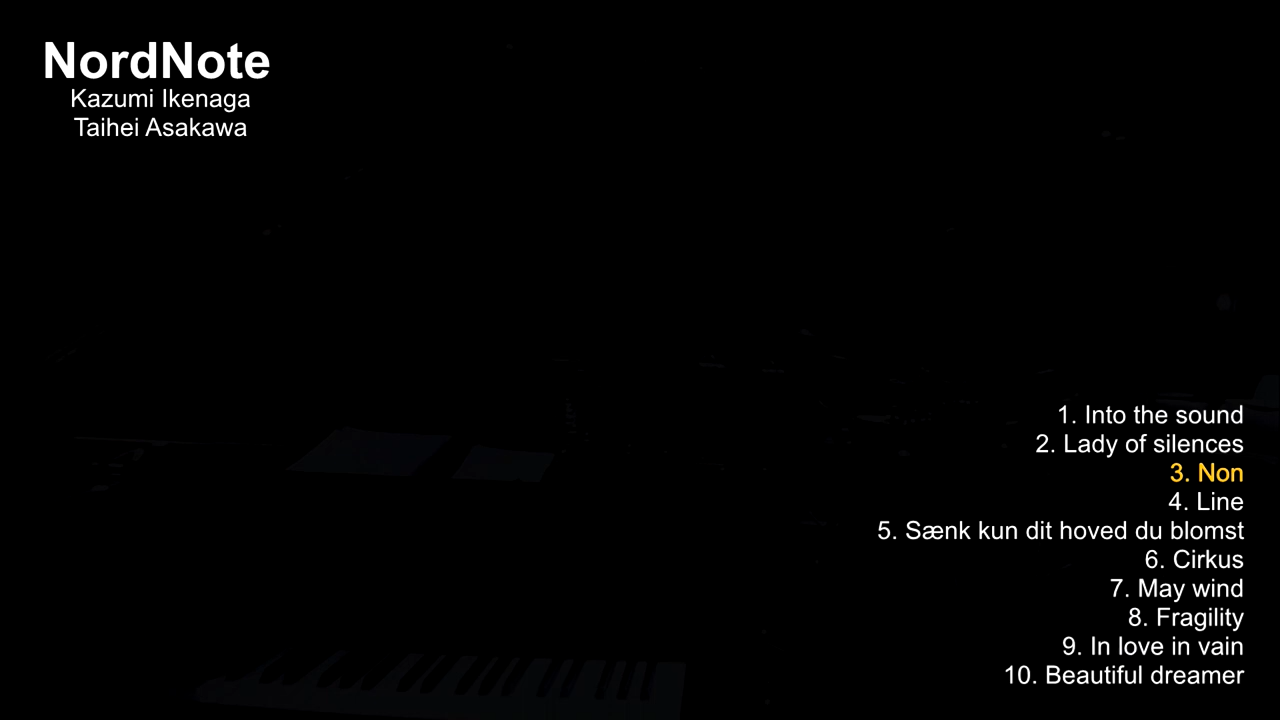 NordNote
Kazumi Ikenaga
Taihei Asakawa
1. Into the sound
2. Lady of silences
3. Non
4. Line
5. Sænk kun dit hoved du blomst
6. Cirkus
7. May wind
8. Fragility
9. In love in vain
10. Beautiful dreamer